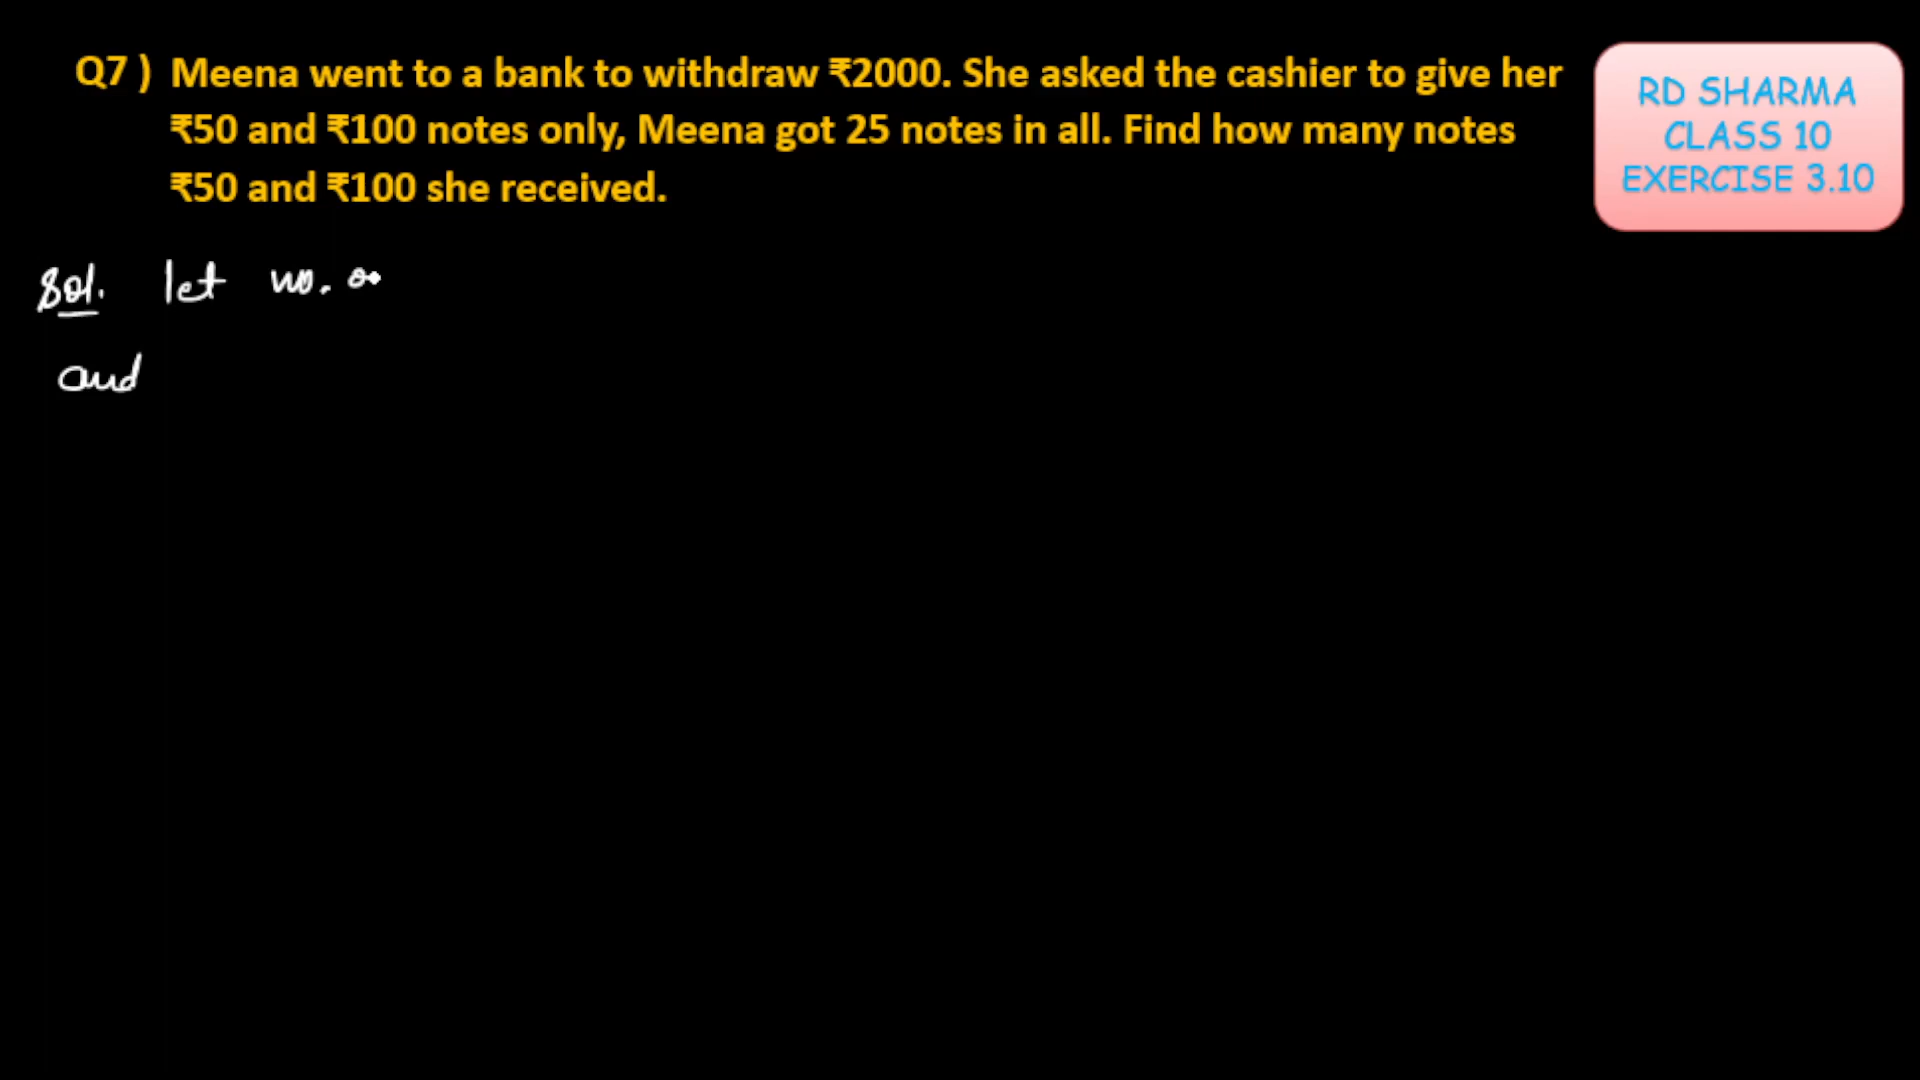 Q7 ) Meena went to a bank to withdraw ₹2000. She asked the cashier to give her
₹50 and ₹100 notes only, Meena got 25 notes in all. Find how many notes
₹50 and ₹100 she received.
RD SHARMA
CLASS 10
EXERCISE 3.10
Sol. let no.
and